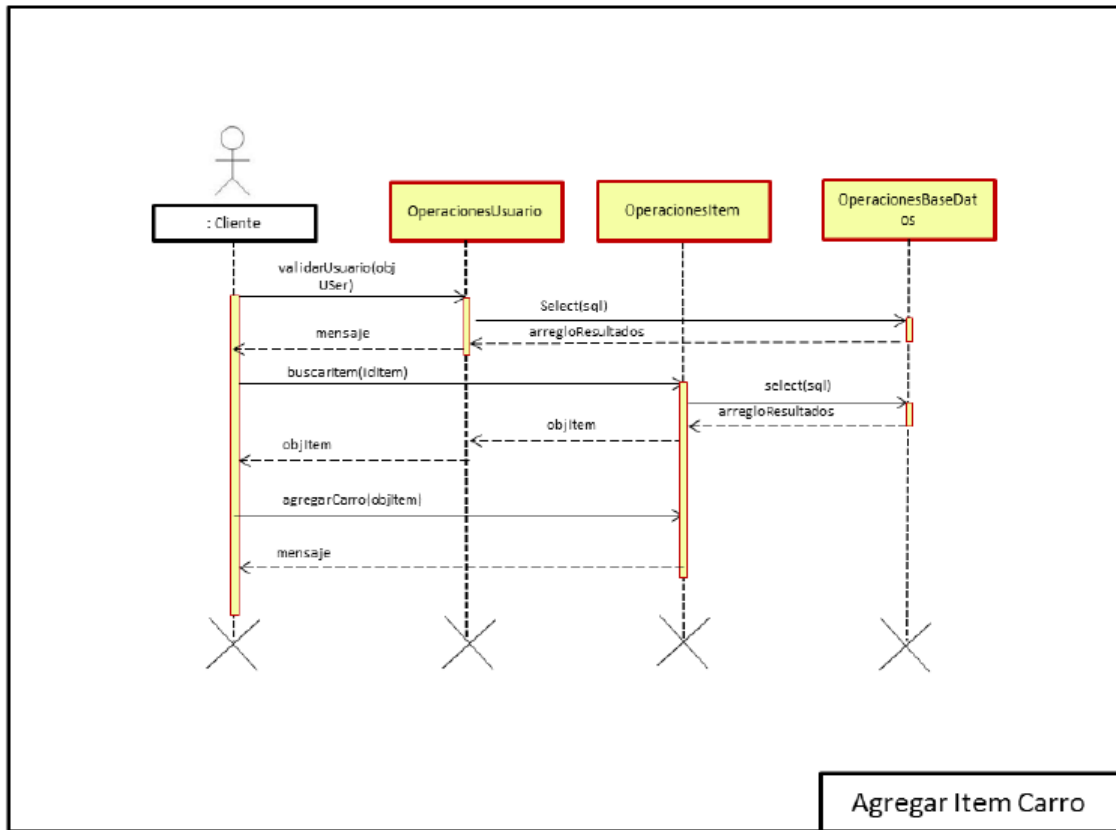 : Cliente
OperacionesUsuario
OperacionesItem
OperacionesBaseDat
os
validarUsuario(obj
USer)
Select(sql)
arregloResultados
mensaje
buscarItem(idItem)
select(sql)
arregloResultados
objItem
objItem
agregarCarro(objItem)
mensaje
Agregar Item Carro